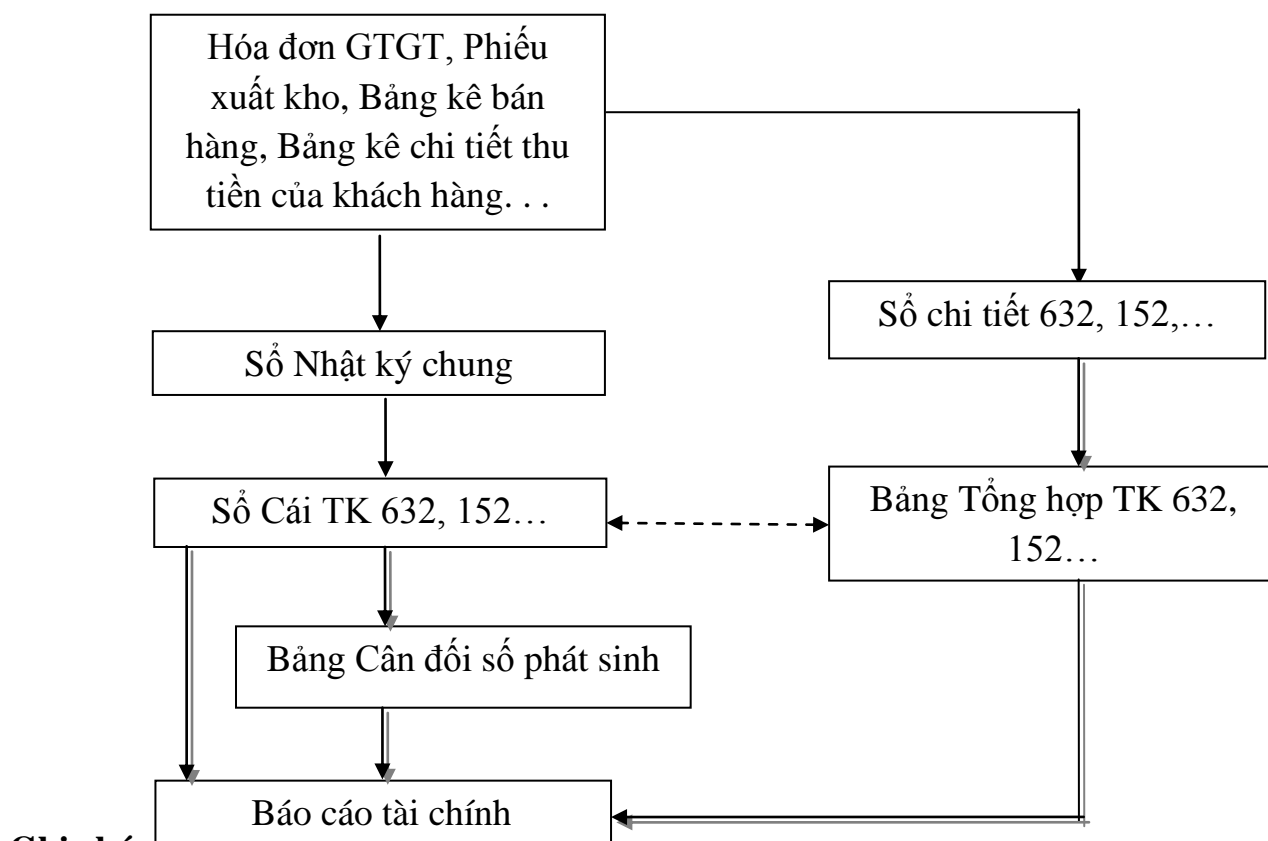 Hóa đơn GTGT, Phiếu
xuất kho, Bảng kê bán
hàng, Bảng kê chi tiết thu
tiền của khách hàng. . .
Sổ chi tiết 632, 152,…
Sổ Nhật ký chung
Sổ Cái TK 632, 152…
Bảng Tổng hợp TK 632,
152…
Bảng Cân đối số phát sinh
Báo cáo tài chính